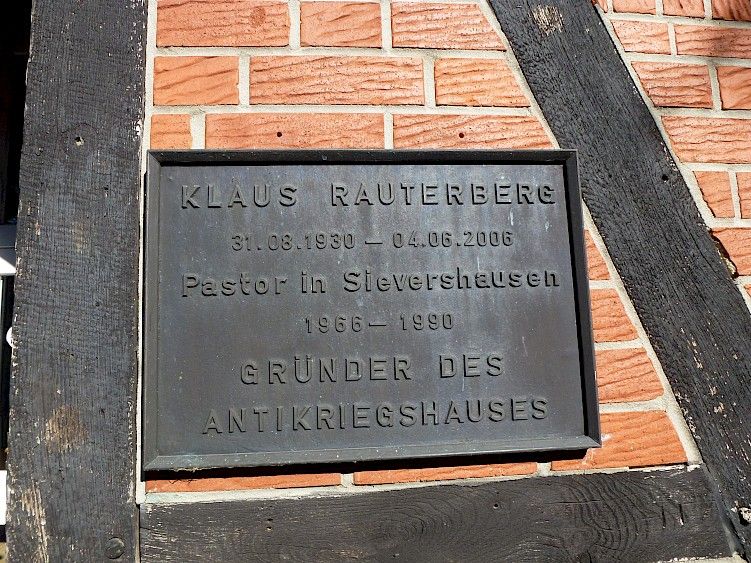 KLAUS RAUTERBERG
31.08.1930 — 04.06.2006
Pastor in Sievershausen
1966 — 1990
GRÜNDER DES
ANTIKRIEGSHAUSES